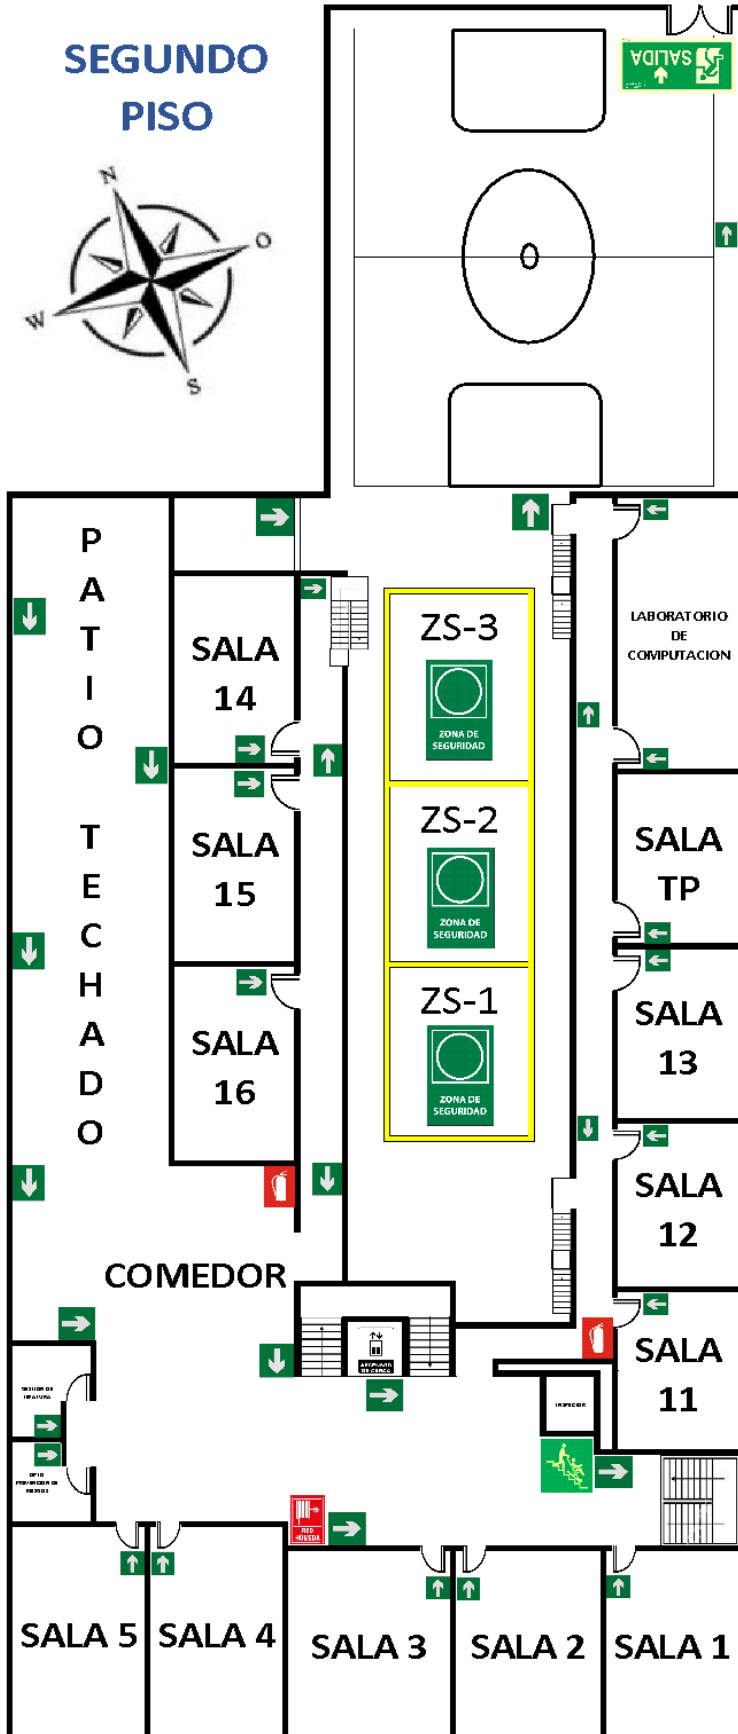 SEGUNDO
PISO
N
O
W
S
SALIDA
PATIO TECHADO
SALA
14
SALA
15
SALA
16
ZS-3
ZONA DE
SEGURIDAD
ZS-2
ZONA DE
SEGURIDAD
ZS-1
ZONA DE
SEGURIDAD
LABORATORIO
DE
COMPUTACION
SALA
TP
SALA
13
SALA
12
SALA
11
COMEDOR
INSPECTOR
RED
HÚMEDA
SALA 5
SALA 4
SALA 3
SALA 2
SALA 1